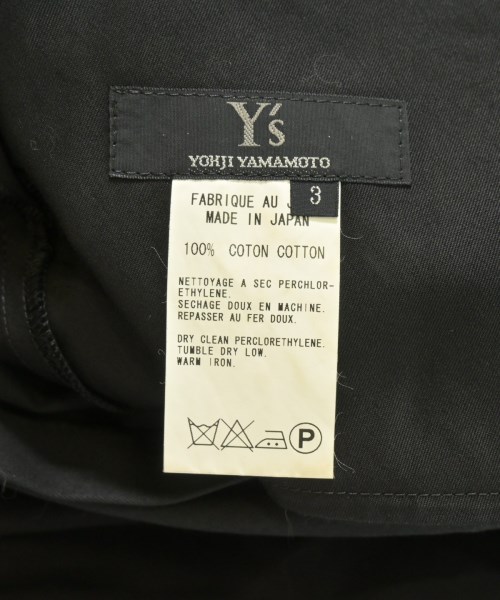 Y's
YOHJI YAMAMOTO
3
FABRIQUE AU
MADE IN JAPAN
100% COTON COTTON
NETTOYAGE A SEC PERCHLOR-
ETHYLENE.
SECHAGE DOUX EN MACHINE.
REPASSER AU FER DOUX.
DRY CLEAN PERCLORETHYLENE.
TUMBLE DRY LOW.
WARM IRON.
P